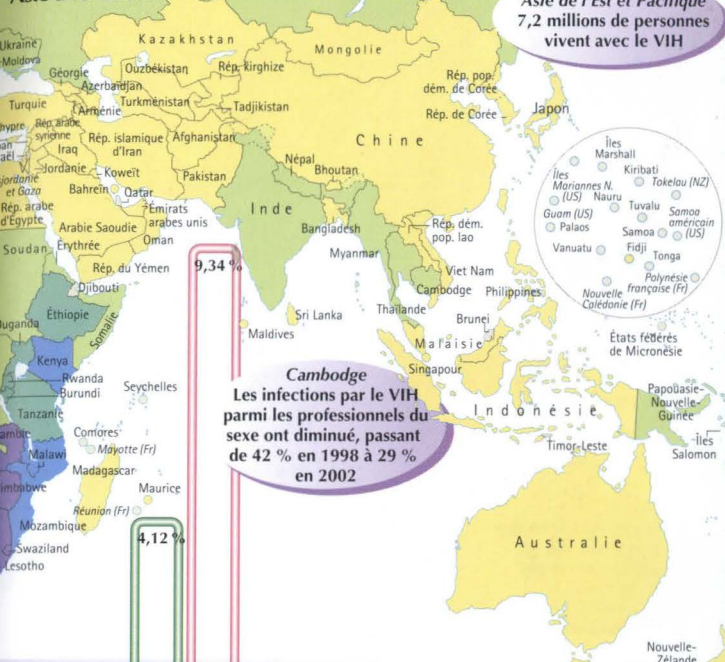 Asie de l'Est et Pacifique
7,2 millions de personnes
vivent avec le VIH
Ukraine
Moldova
Kazakhstan
Mongolie
Géorgie
Ouzbékistan
Rép. kirghize
Azerbaïdjan
Turquie
Arménie
Turkménistan
Tadjikistan
Rép. pop.
dém. de Corée
Rép. de Corée
Japon
Rép. arabe
syrienne
Iraq
Rép. islamique
d'Iran
Afghanistan
Chine
Jordanie
Koweït
Pakistan
Népal
Bhoutan
et Gaza
Bahreïn
Qatar
Rép. arabe
d'Égypte
Émirats
arabes unis
Arabie Saoudite
Oman
Inde
Bangladesh
Myanmar
Rép. dém.
pop. lao
Soudan
Érythrée
Rép. du Yémen
Djibouti
Viet Nam
Cambodge
Philippines
Thaïlande
Éthiopie
Somalie
Sri Lanka
Maldives
Brunei
Malaisie
Singapour
Îles
Marshall
Îles
Mariannes N.
(US)
Kiribati
Tokelau (NZ)
Nauru
Guam (US)
Tuvalu
Palaos
Samoa
américain
(US)
Samoa
Vanuatu
Fidji
Tonga
Nouvelle
Calédonie (Fr)
Polynésie
française (Fr)
États fédérés
de Micronésie
Kenya
Rwanda
Burundi
Seychelles
Tanzanie
Comores
Mayotte (Fr)
Malawi
Madagascar
Maurice
Réunion (Fr)
Mozambique
Swaziland
Lesotho
9,34 %
4,12 %
Cambodge
Les infections par le VIH
parmi les professionnels du
sexe ont diminué, passant
de 42 % en 1998 à 29 %
en 2002
Indonésie
Timor-Leste
Papouasie-
Nouvelle-
Guinée
Îles
Salomon
Australie
Nouvelle-
Zélande